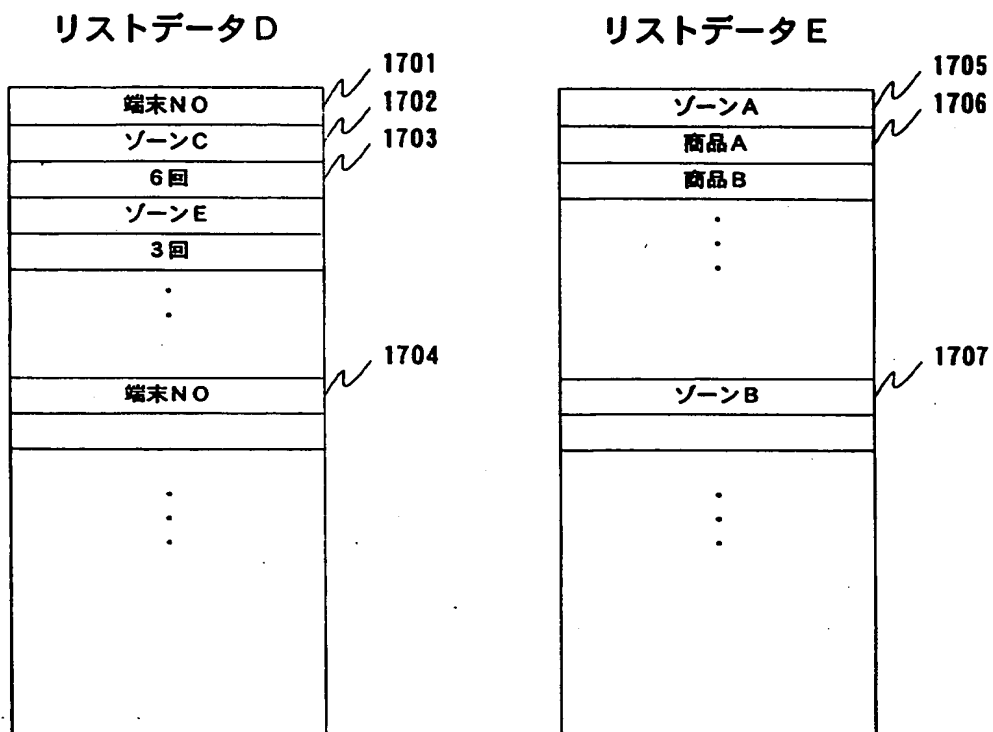 リストデータD
1701
端末NO
1702
ゾーンC
1703
6回
ゾーンE
3回
1704
端末NO
リストデータE
1705
ゾーンA
1706
商品A
商品B
1707
ゾーンB